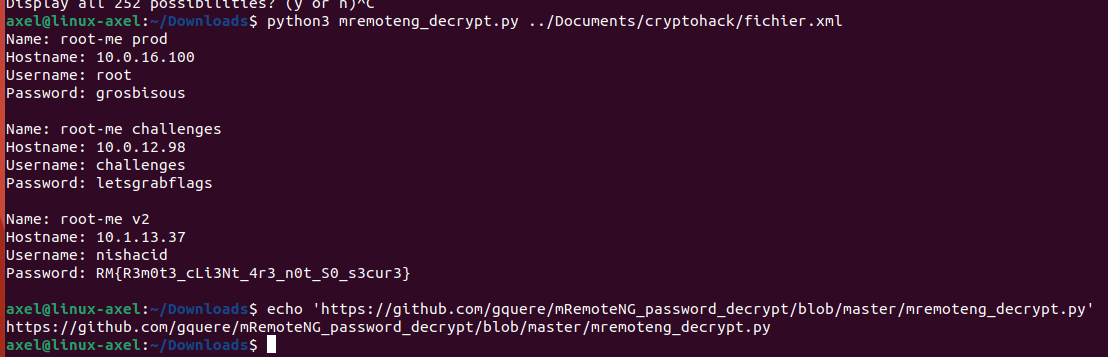 Display all 252 possibilities? (y or n)^C
axel@linux-axel:~/Downloads$ python3 mremoteng_decrypt.py ../Documents/cryptohack/fichier.xml
Name: root-me prod
Hostname: 10.0.16.100
Username: root
Password: grosbisous
Name: root-me challenges
Hostname: 10.0.12.98
Username: challenges
Password: letsgrabflags
Name: root-me v2
Hostname: 10.1.13.37
Username: nishacid
Password: RM{R3m0t3_cLi3Nt_4r3_n0t_S0_s3cur3}
axel@linux-axel:~/Downloads$ echo 'https://github.com/gquere/mRemoteNG_password_decrypt/blob/master/mremoteng_decrypt.py'
https://github.com/gquere/mRemoteNG_password_decrypt/blob/master/mremoteng_decrypt.py
axel@linux-axel:~/Downloads$